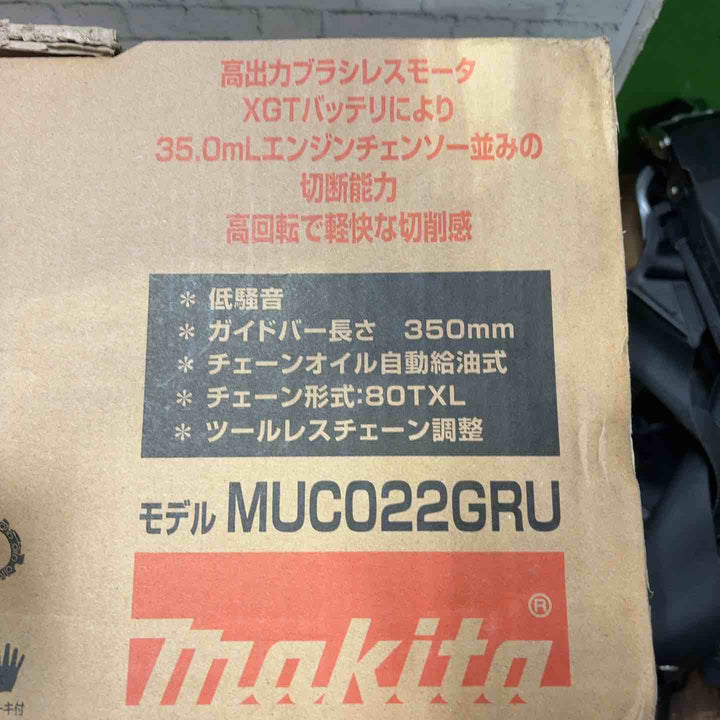 高出力ブラシレスモータ
XGTバッテリにより
35.0mLエンジンチェンソー並みの
切断能力
高回転で軽快な切削感
* 低騒音
* ガイドバー長さ 350mm
* チェーンオイル自動給油式
* チェーン形式:80TXL
* ツールレスチェーン調整
モデル MUC022GRU
makita®
ーキ付